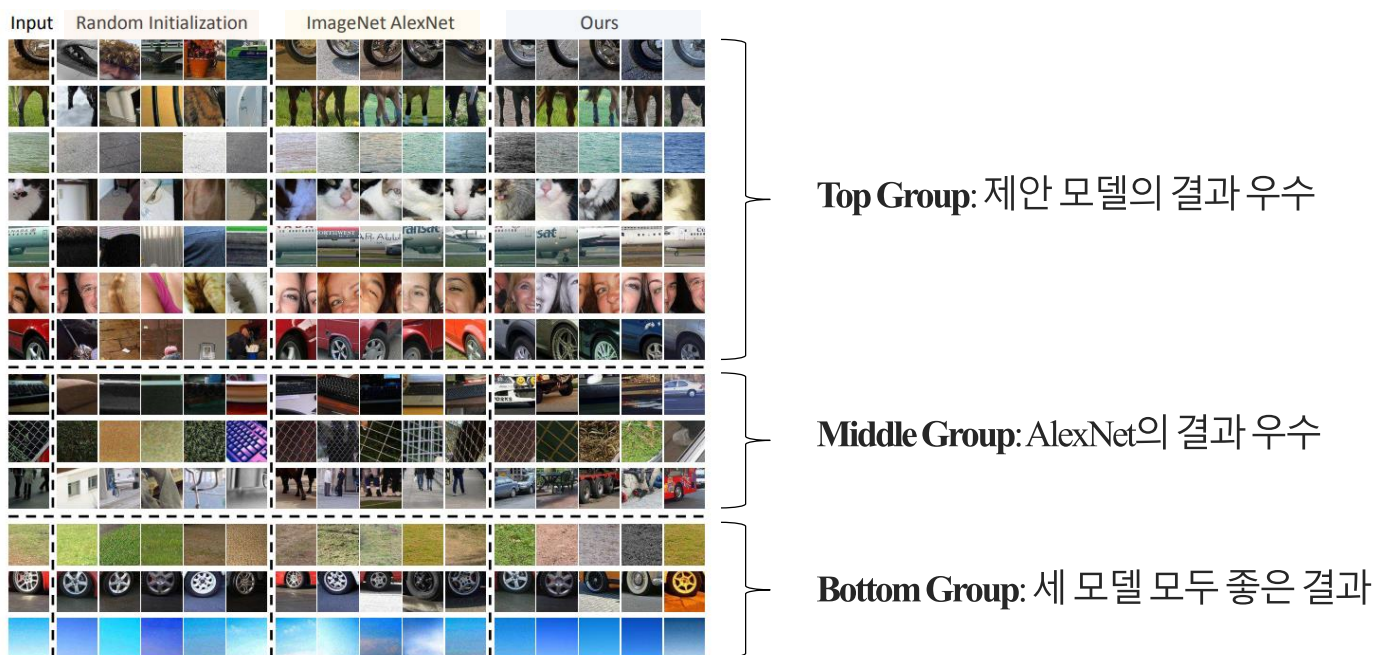 Input Random Initialization ImageNet AlexNet Ours
Top Group: 제안 모델의 결과 우수
Middle Group: AlexNet의 결과 우수
Bottom Group: 세 모델 모두 좋은 결과